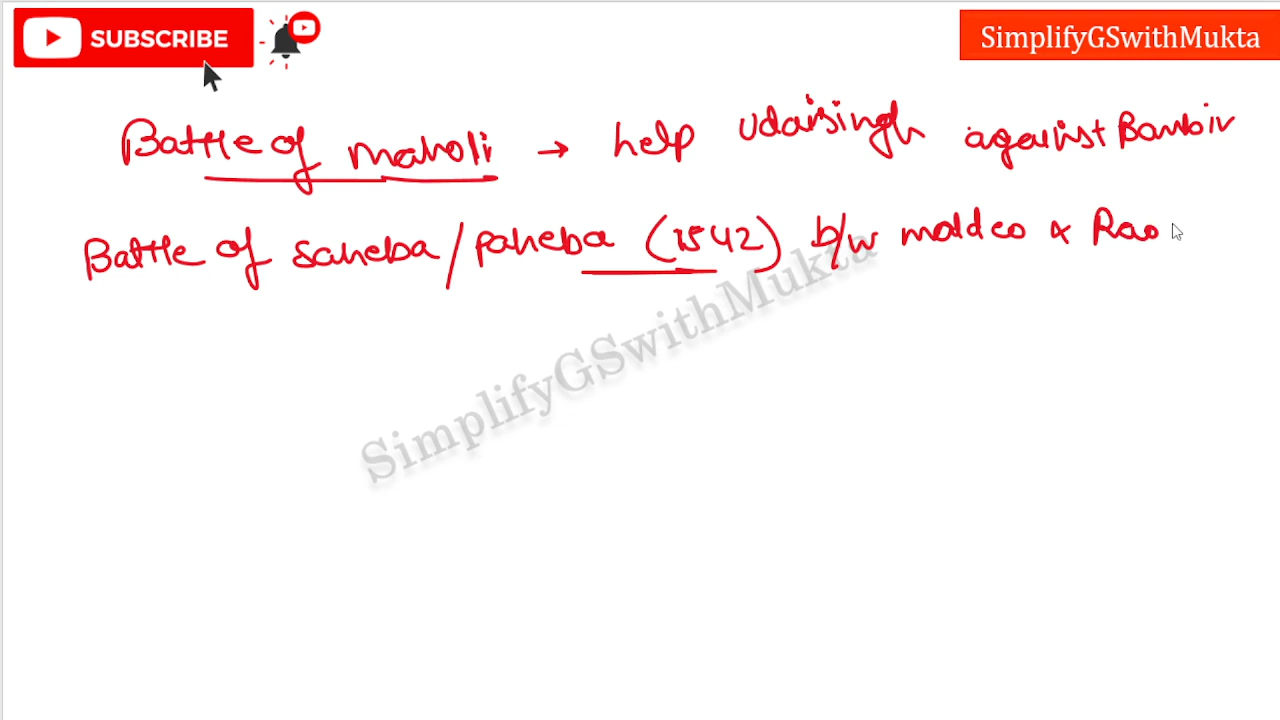 SUBSCRIBE
SimplifyGSwithMukta
Battle of maholi → help Udaisingh against Banbir
Battle of saheba / paheba (1542) b/w maldeo & Rao
SimplifyGSwithMukta